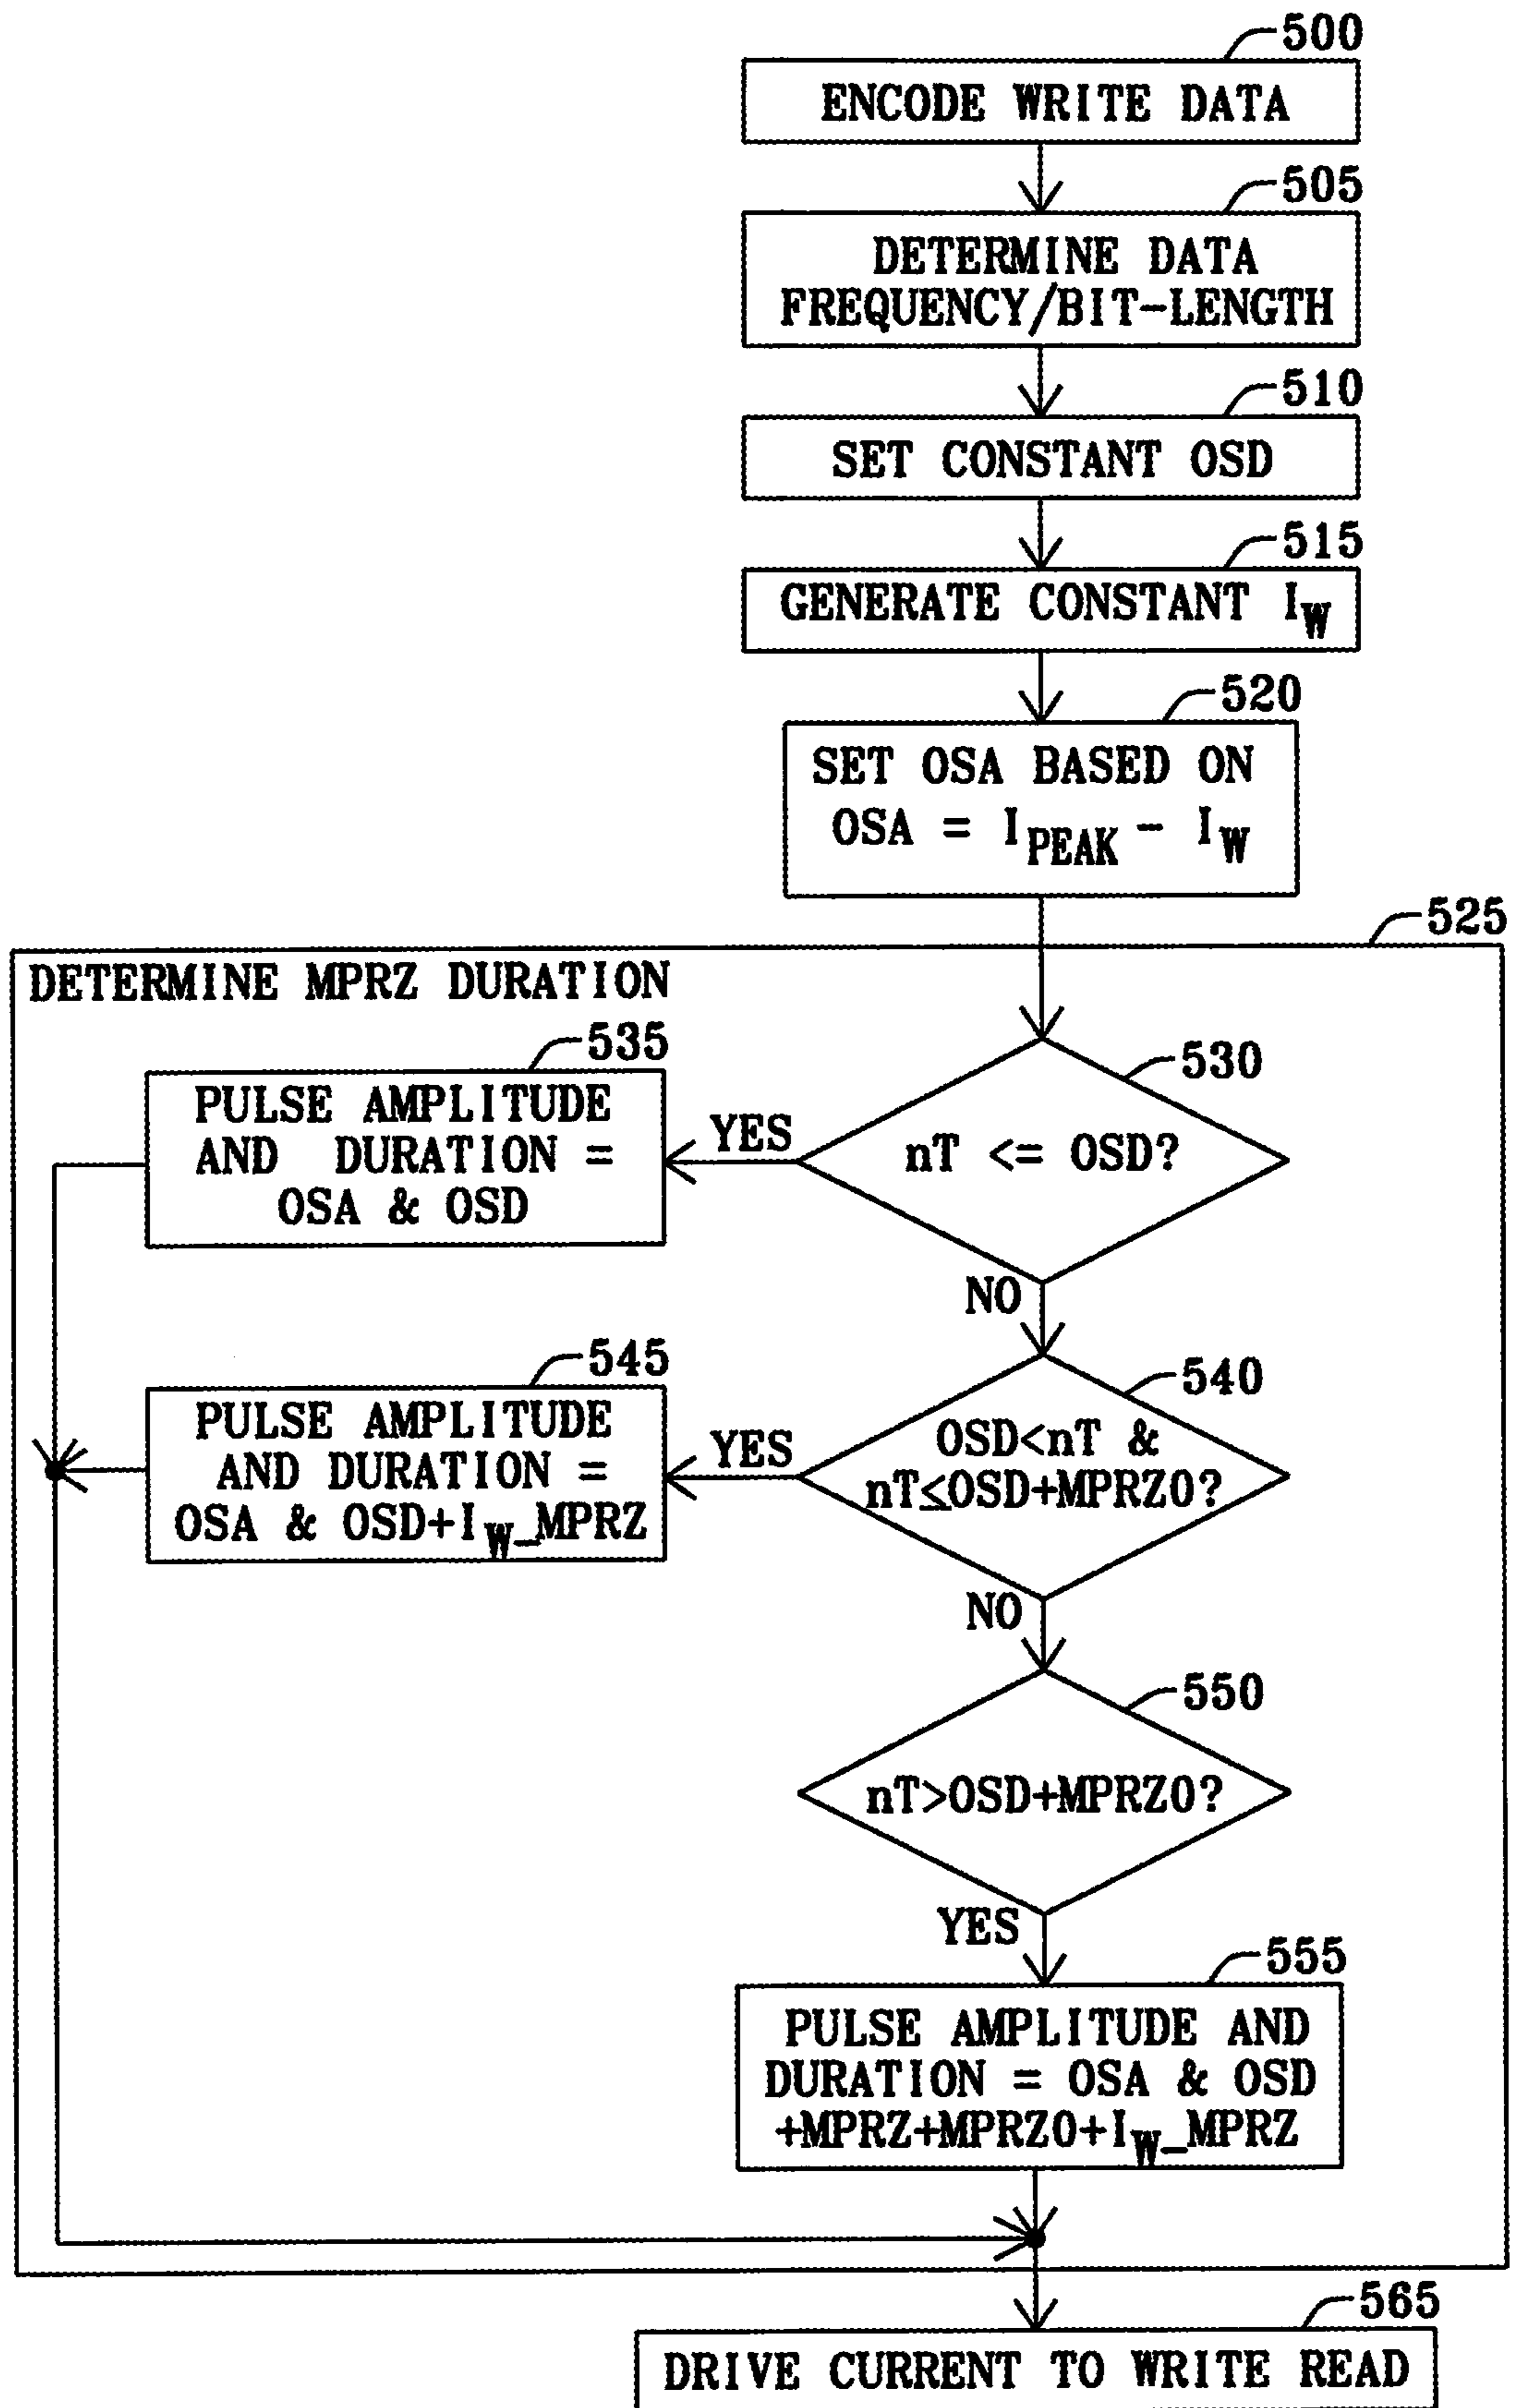 500
ENCODE WRITE DATA
505
DETERMINE DATA
FREQUENCY/BIT-LENGTH
510
SET CONSTANT OSD
515
GENERATE CONSTANT IW
520
SET OSA BASED ON
OSA = IPEAK - IW
525
DETERMINE MPRZ DURATION
530
nT <= OSD?
YES
535
PULSE AMPLITUDE
AND DURATION =
OSA & OSD
NO
540
OSD<nT &
nT≤OSD+MPRZ0?
YES
545
PULSE AMPLITUDE
AND DURATION =
OSA & OSD+IW_MPRZ
NO
550
nT>OSD+MPRZ0?
YES
555
PULSE AMPLITUDE AND
DURATION = OSA & OSD
+MPRZ+MPRZ0+IW_MPRZ
565
DRIVE CURRENT TO WRITE READ